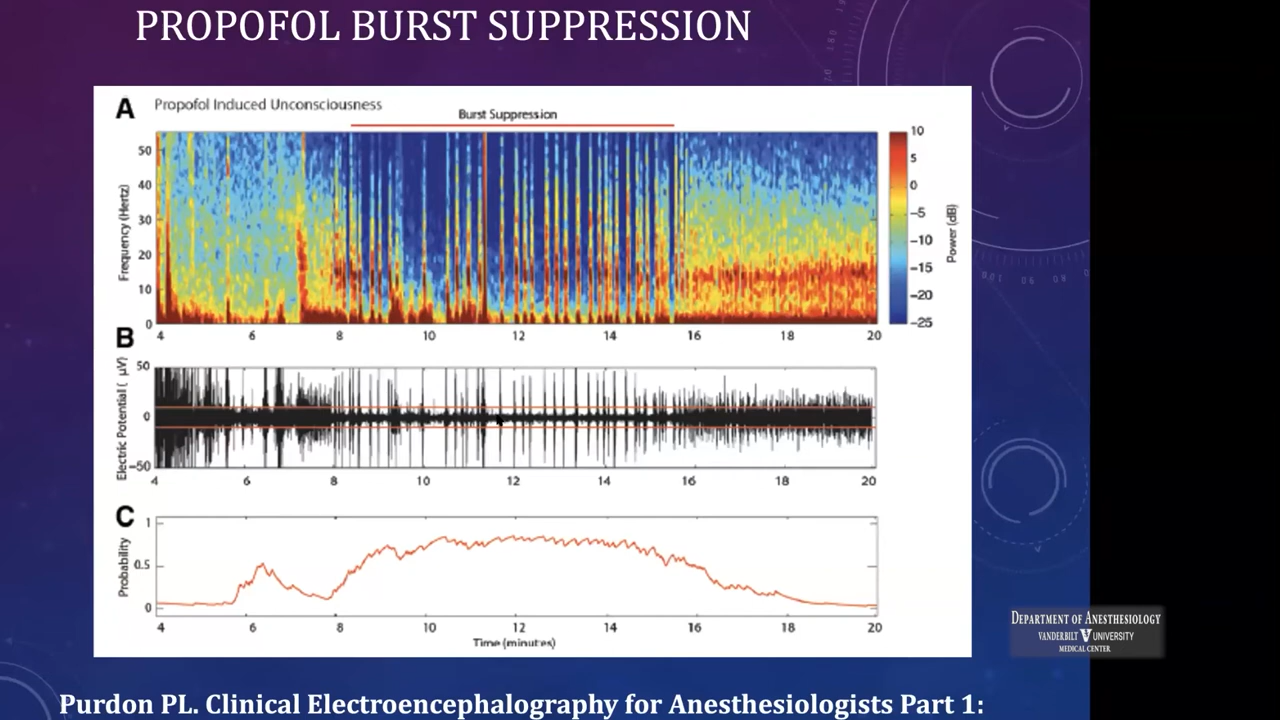 PROPOFOL BURST SUPPRESSION
A
Propofol Induced Unconsciousness
Burst Suppression
Frequency (Hertz)
50
40
30
20
10
0
4 6 8 10 12 14 16 18 20
10
5
0
−5
−10
−15
−20
−25
Power (dB)
B
Electric Potential ( μV)
50
0
−50
4 6 8 10 12 14 16 18 20
C
Probability
1
0.5
0
4 6 8 10 12 14 16 18 20
Time (minutes)
DEPARTMENT OF ANESTHESIOLOGY
VANDERBILT V UNIVERSITY
MEDICAL CENTER
Purdon PL. Clinical Electroencephalography for Anesthesiologists Part 1: